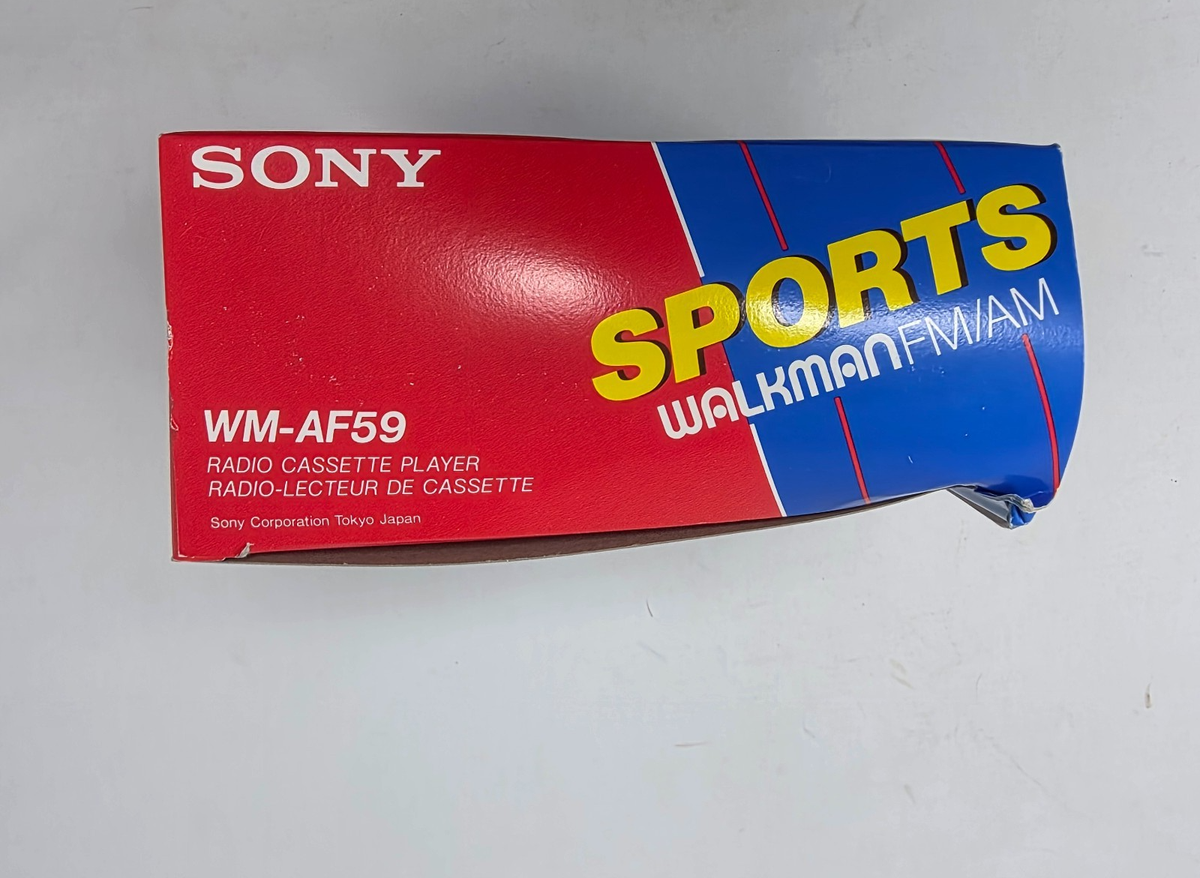 SONY
SPORTS
WALKMAN FM/AM
WM-AF59
RADIO CASSETTE PLAYER
RADIO-LECTEUR DE CASSETTE
Sony Corporation Tokyo Japan